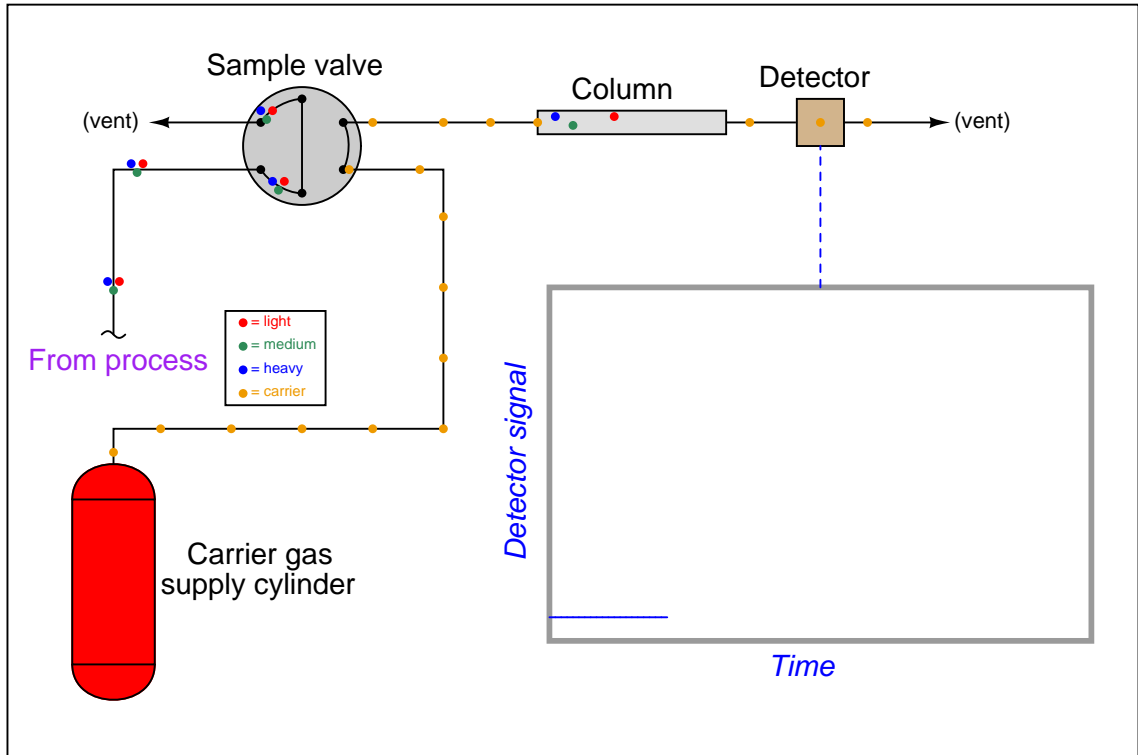 Sample valve
Column
Detector
(vent)
(vent)
= light
= medium
= heavy
= carrier
From process
Detector signal
Carrier gas
supply cylinder
Time